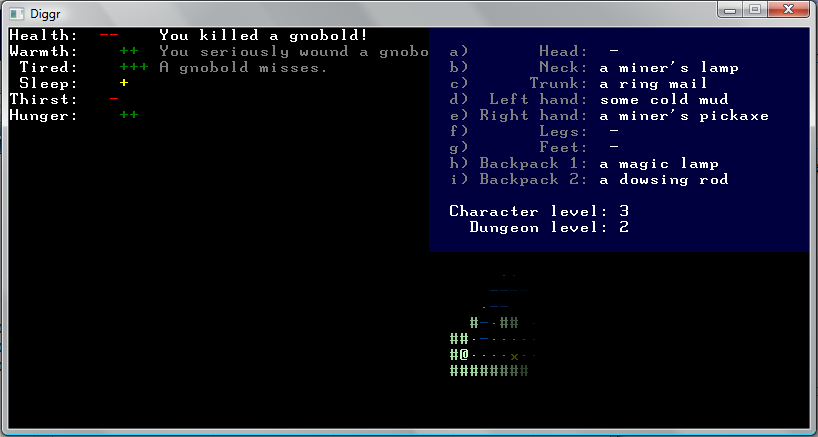 Diggr
Health: -- You killed a gnobold!
Warmth: ++ You seriously wound a gnobo
Tired: +++ A gnobold misses.
Sleep: +
Thirst: -
Hunger: ++
a) Head: -
b) Neck: a miner's lamp
c) Trunk: a ring mail
d) Left hand: some cold mud
e) Right hand: a miner's pickaxe
f) Legs: -
g) Feet: -
h) Backpack 1: a magic lamp
i) Backpack 2: a dowsing rod
Character level: 3
Dungeon level: 2